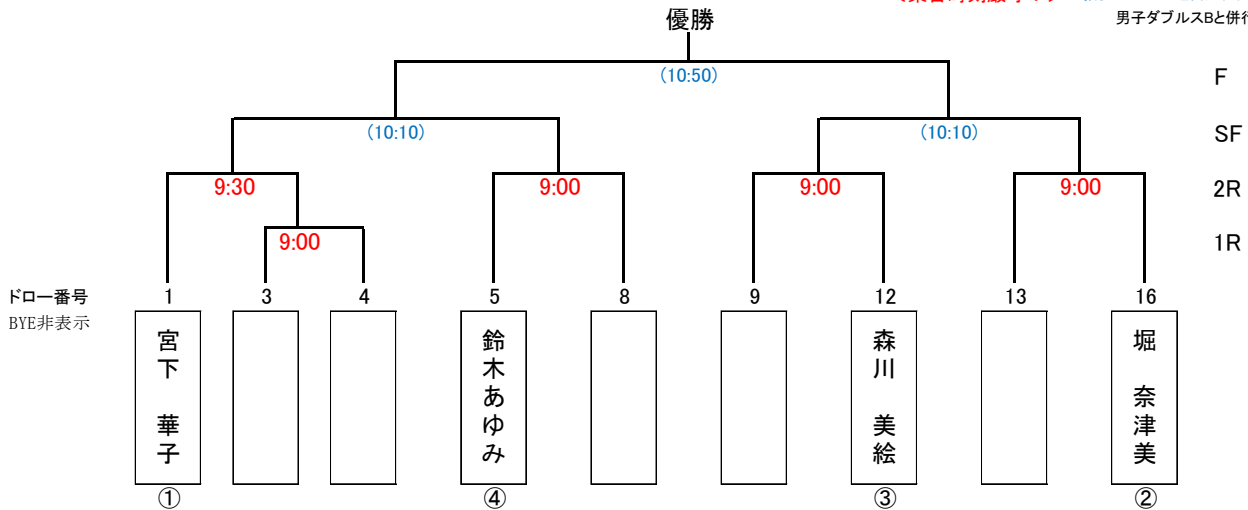 優勝
男子ダブルスBと併行
(10:50)
F
(10:10)
(10:10)
SF
9:30
9:00
9:00
9:00
2R
9:00
1R
ドロー番号
1
3
4
5
8
9
12
13
16
BYE非表示
宮下 華子
鈴木あゆみ
森川 美絵
堀 奈津美
①
④
③
②